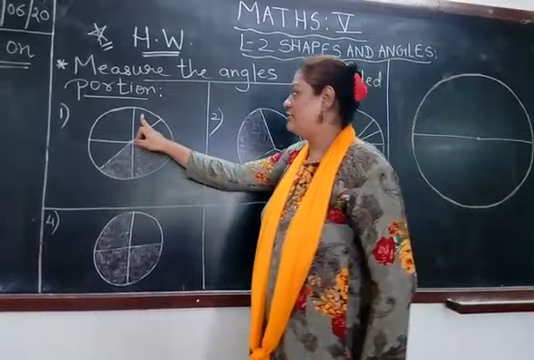 /06/20
on
MATHS: V
* H.W.
L-2 SHAPES AND ANGLES:
* Measure the angles
portion:
1)
2)
4)